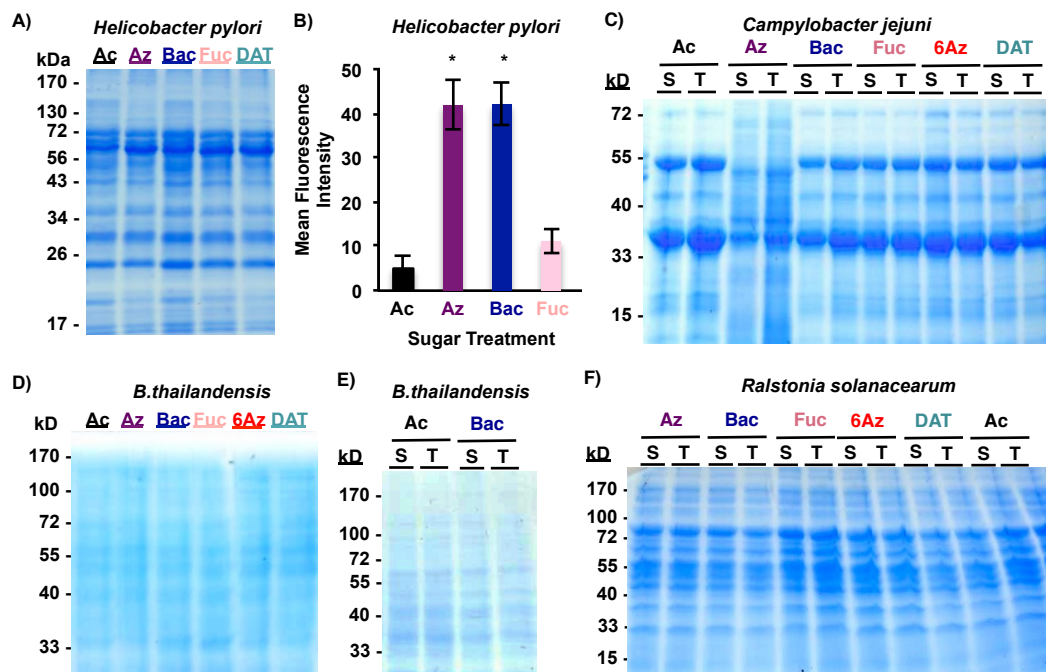 A)
Helicobacter pylori
kDa
Ac Az Bac Fuc DAT
170 -
130 -
72 -
56 -
43 -
34 -
26 -
17 -
B)
Helicobacter pylori
Mean Fluorescence
Intensity
50
40
30
20
10
0
* *
Ac Az Bac Fuc
Sugar Treatment
C)
Campylobacter jejuni
Ac Az Bac Fuc 6Az DAT
kD S T S T S T S T S T S T
72 -
55 -
40 -
33 -
15 -
D)
B.thailandensis
kD Ac Az Bac Fuc 6Az DAT
170 -
100 -
72 -
55 -
40 -
33 -
E)
B.thailandensis
Ac Bac
kD S T S T
170 -
100 -
72 -
55 -
40 -
33 -
F)
Ralstonia solanacearum
Az Bac Fuc 6Az DAT Ac
kD S T S T S T S T S T S T
170 -
100 -
72 -
55 -
40 -
33 -
15 -